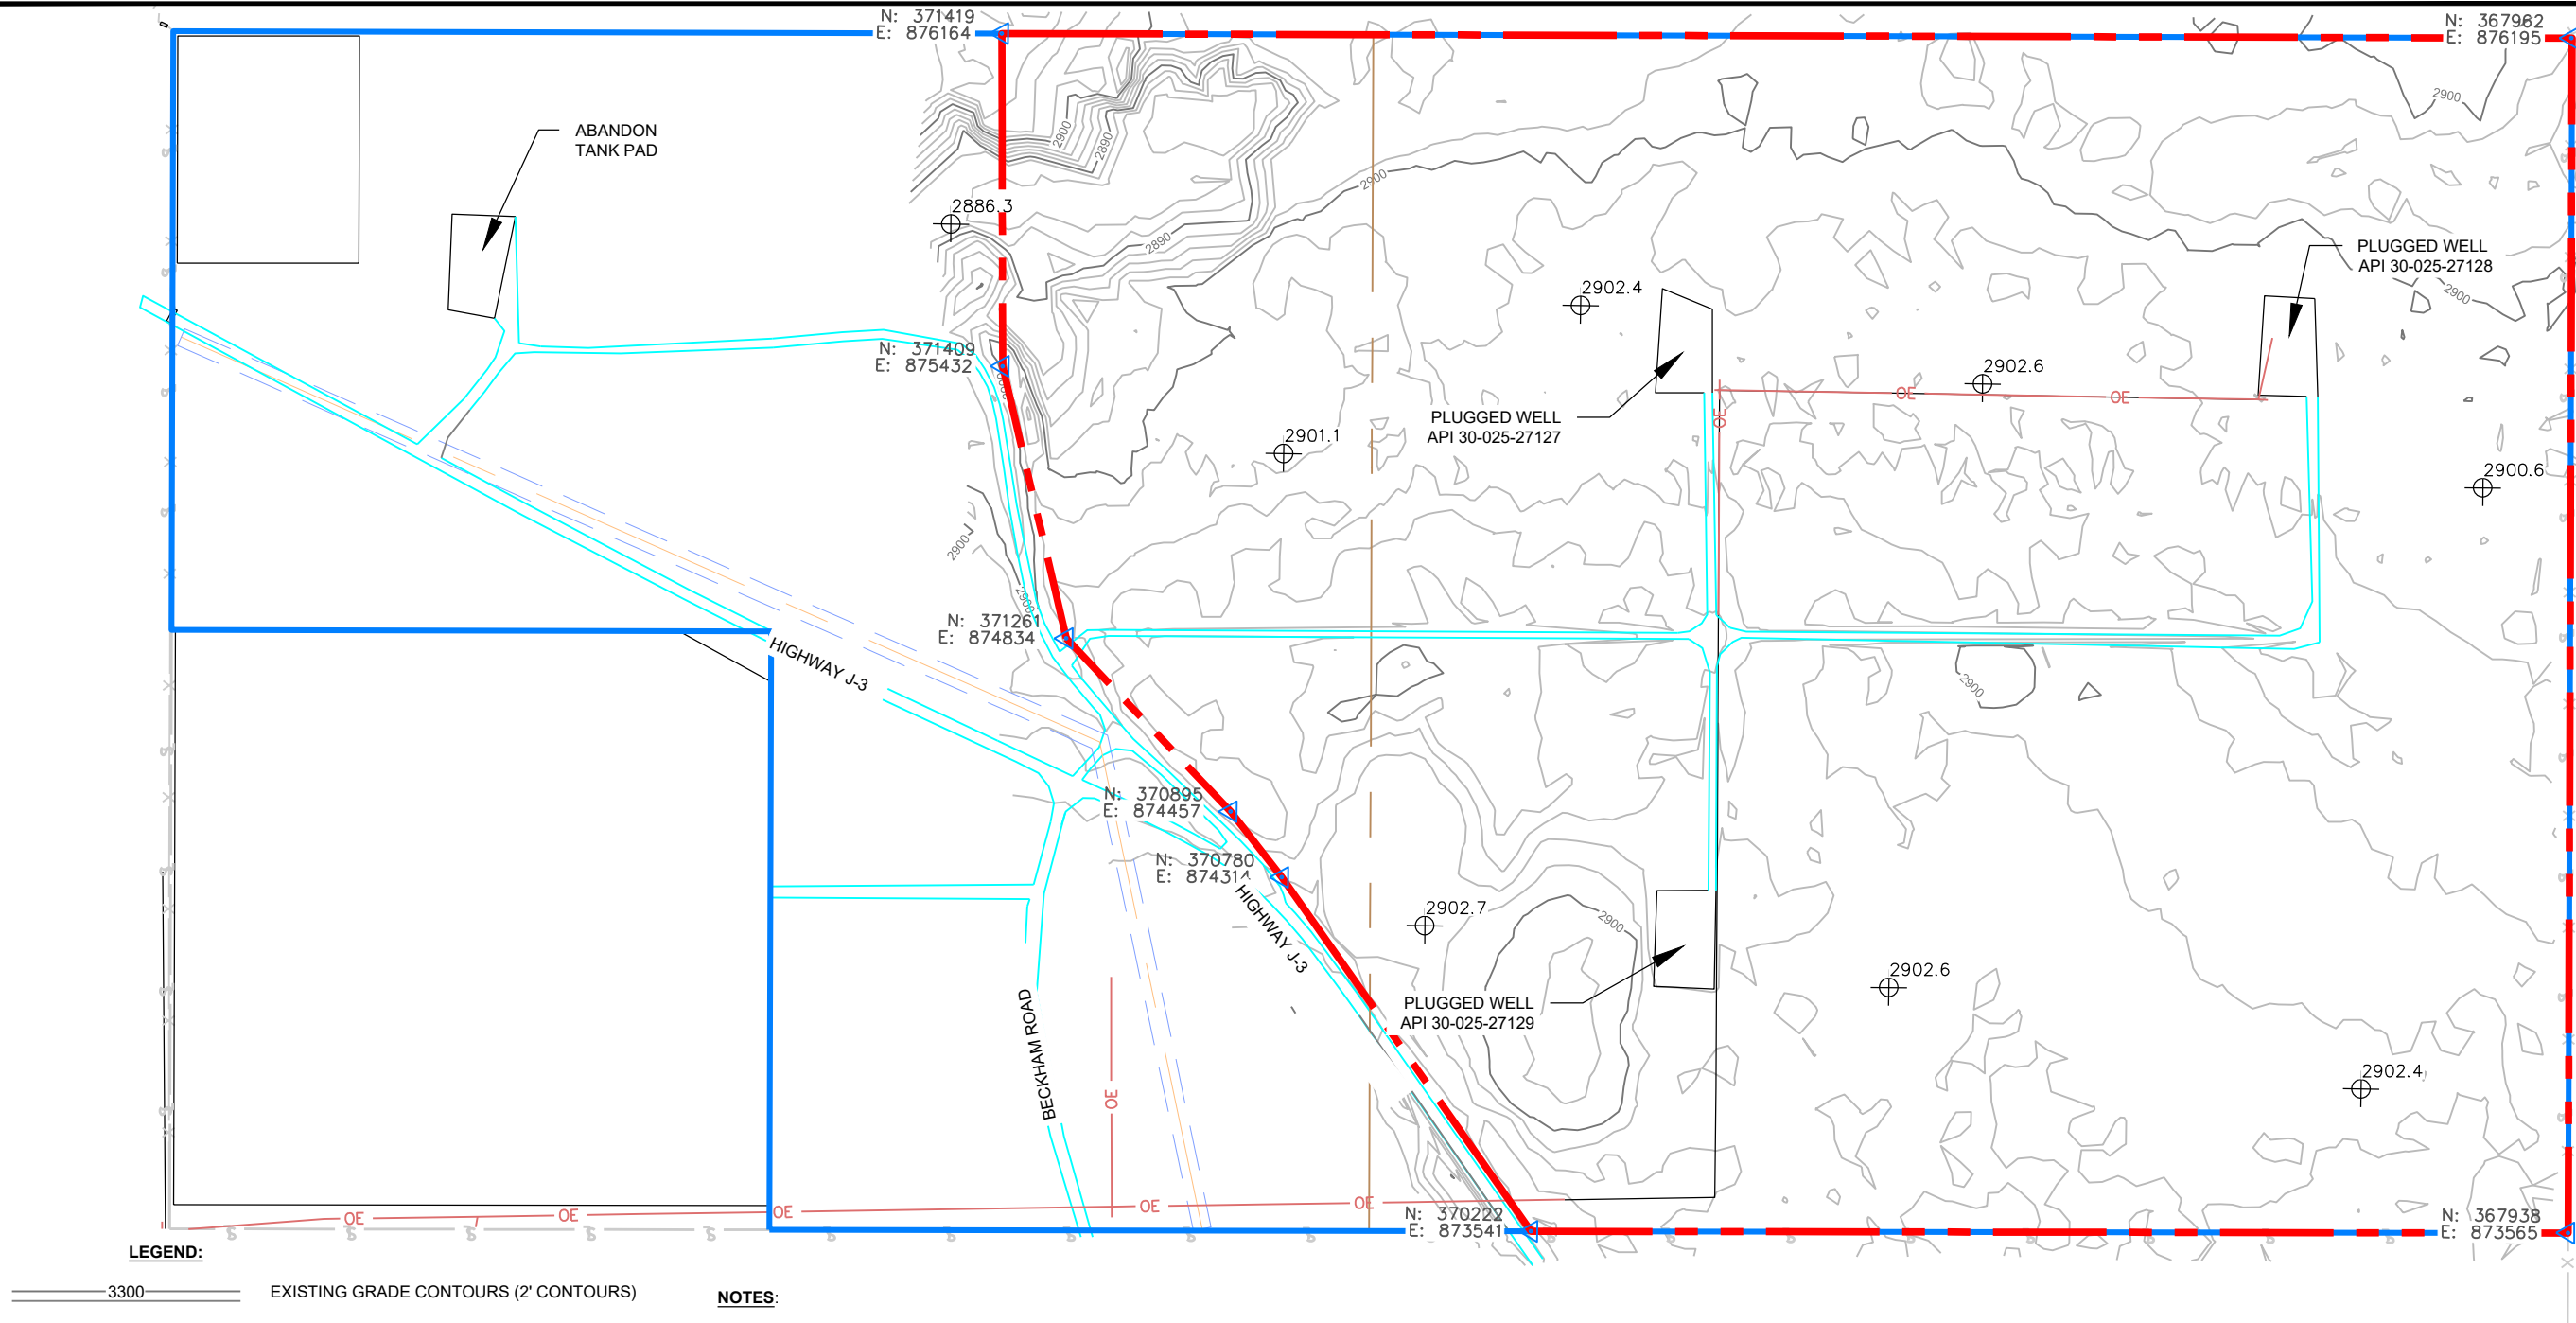 N: 371419
E: 876164
N: 367962
E: 876195
2900
ABANDON
TANK PAD
2900
2890
2900
2886.3
2890
PLUGGED WELL
API 30-025-27128
2900
2902.4
N: 371409
E: 875432
2902.6
OE
OE
OE
PLUGGED WELL
API 30-025-27127
2901.1
2900.6
2900
2900
N: 371261
E: 874834
HIGHWAY J-3
2900
N: 370895
E: 874457
N: 370780
E: 874314
HIGHWAY J-3
2902.7
2900
2902.6
PLUGGED WELL
API 30-025-27129
BECKHAM ROAD
OE
2902.4
OE
OE
OE
OE
OE
N: 370222
E: 873541
N: 367938
E: 873565
LEGEND:
3300
EXISTING GRADE CONTOURS (2' CONTOURS)
NOTES: